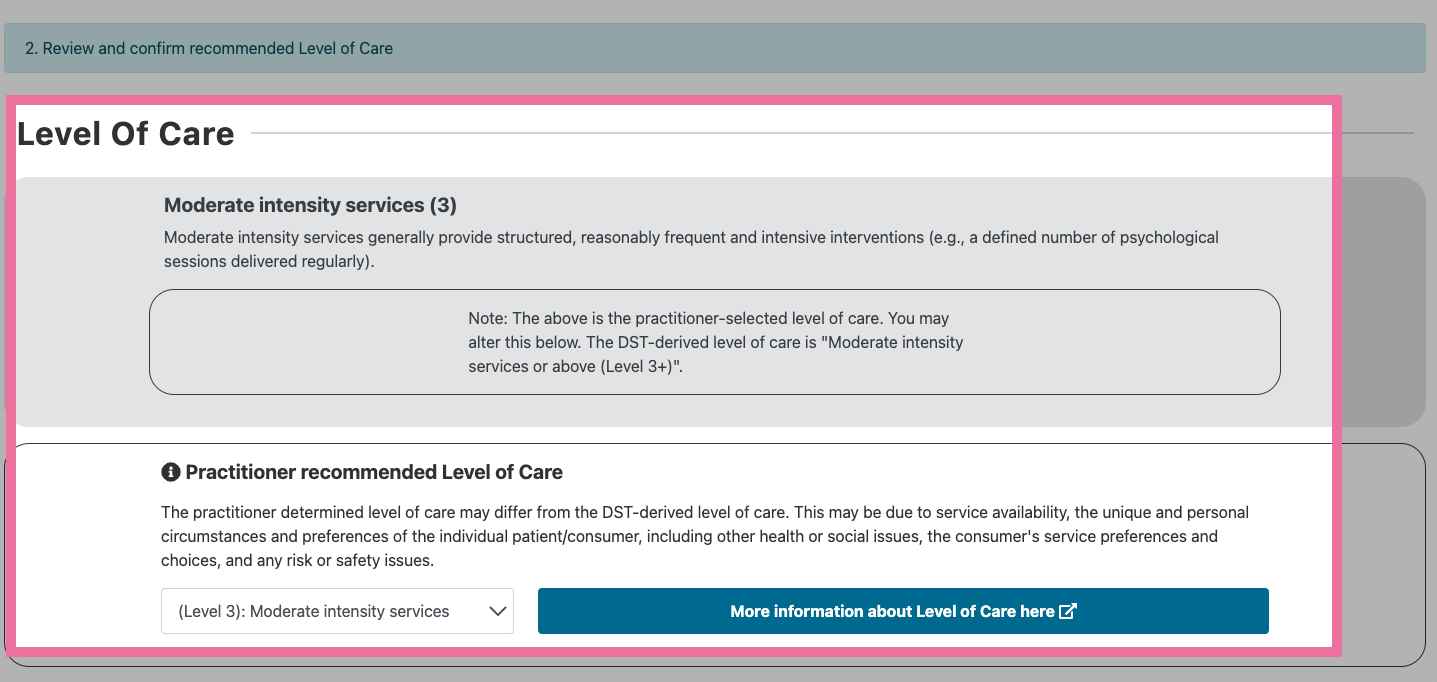 2. Review and confirm recommended Level of Care
Level Of Care
Moderate intensity services (3)
Moderate intensity services generally provide structured, reasonably frequent and intensive interventions (e.g., a defined number of psychological
sessions delivered regularly).
Note: The above is the practitioner-selected level of care. You may
alter this below. The DST-derived level of care is "Moderate intensity
services or above (Level 3+)".
Practitioner recommended Level of Care
The practitioner determined level of care may differ from the DST-derived level of care. This may be due to service availability, the unique and personal
circumstances and preferences of the individual patient/consumer, including other health or social issues, the consumer's service preferences and
choices, and any risk or safety issues.
(Level 3): Moderate intensity services
More information about Level of Care here